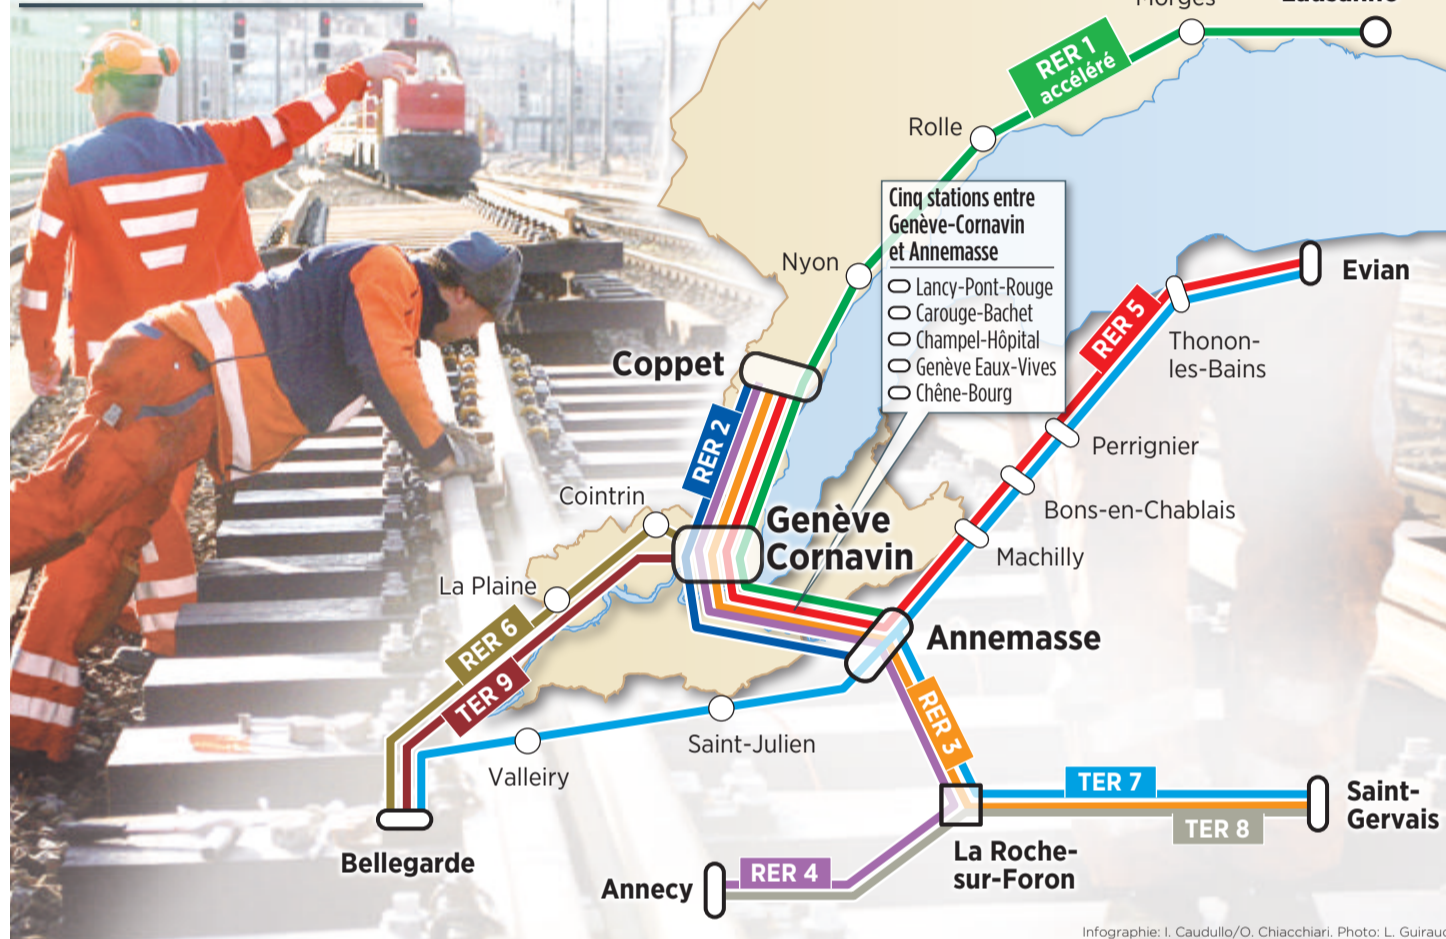 Rolle
RER 1
accéléré
Cinq stations entre
Genève-Cornavin
et Annemasse
Lancy-Pont-Rouge
Carouge-Bachet
Champel-Hôpital
Genève Eaux-Vives
Chêne-Bourg
Nyon
Evian
RER 5
Thonon-
les-Bains
Coppet
RER 2
Perrignier
Cointrin
Bons-en-Chablais
Genève
Cornavin
Machilly
La Plaine
RER 6
TER 9
Annemasse
RER 3
Saint-Julien
Valleiry
TER 7
Saint-
Gervais
TER 8
Bellegarde
La Roche-
sur-Foron
Annecy
RER 4
Infographie: I. Caudullo/O. Chiacchiari. Photo: L. Guiraud